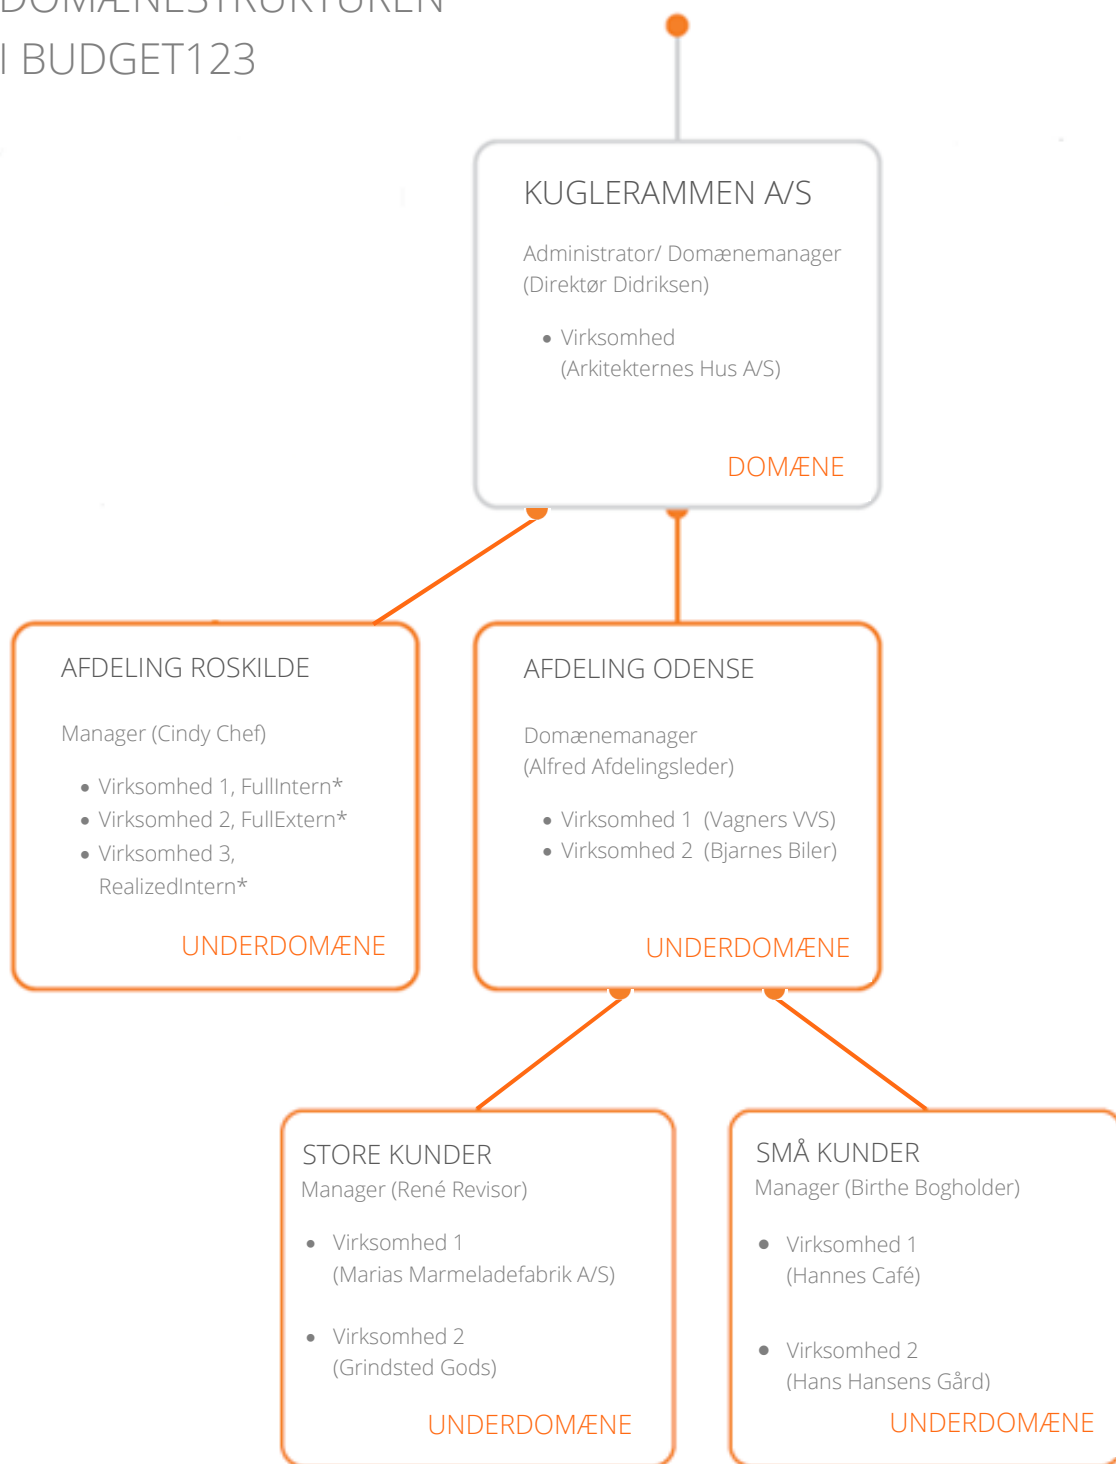 DOMÆNESTRUKTUREN
I BUDGET123
KUGLERAMMEN A/S
Administrator/ Domænemanager
(Direktør Didriksen)
• Virksomhed
(Arkitekternes Hus A/S)
DOMÆNE
AFDELING ROSKILDE
Manager (Cindy Chef)
• Virksomhed 1, FullIntern*
• Virksomhed 2, FullExtern*
• Virksomhed 3,
RealizedIntern*
UNDERDOMÆNE
AFDELING ODENSE
Domænemanager
(Alfred Afdelingsleder)
• Virksomhed 1 (Vagners VVS)
• Virksomhed 2 (Bjarnes Biler)
UNDERDOMÆNE
STORE KUNDER
Manager (René Revisor)
• Virksomhed 1
(Marias Marmeladefabrik A/S)
• Virksomhed 2
(Grindsted Gods)
UNDERDOMÆNE
SMÅ KUNDER
Manager (Birthe Bogholder)
• Virksomhed 1
(Hannes Café)
• Virksomhed 2
(Hans Hansens Gård)
UNDERDOMÆNE